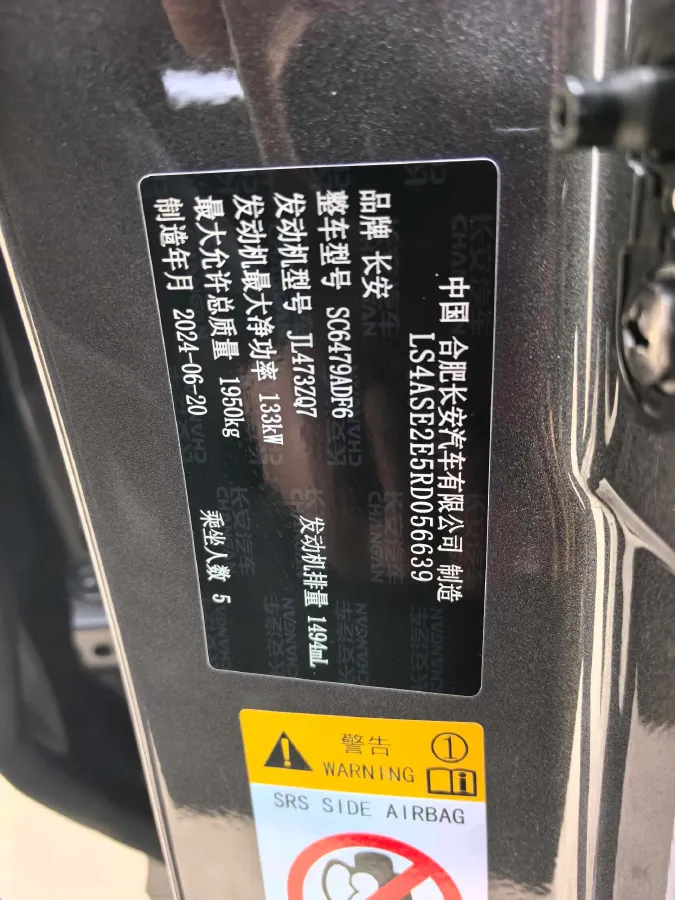 中国 合肥长安汽车有限公司 制造
LS4ASE2E5RD056639
品牌 长安
整车型号 SC6479ADF6
发动机型号 JL473ZQ7 发动机排量 1494mL
发动机最大净功率 133kW
最大允许总质量 1950kg 乘坐人数 5
制造年月 2024-06-20
警告 ①
WARNING
SRS SIDE AIRBAG